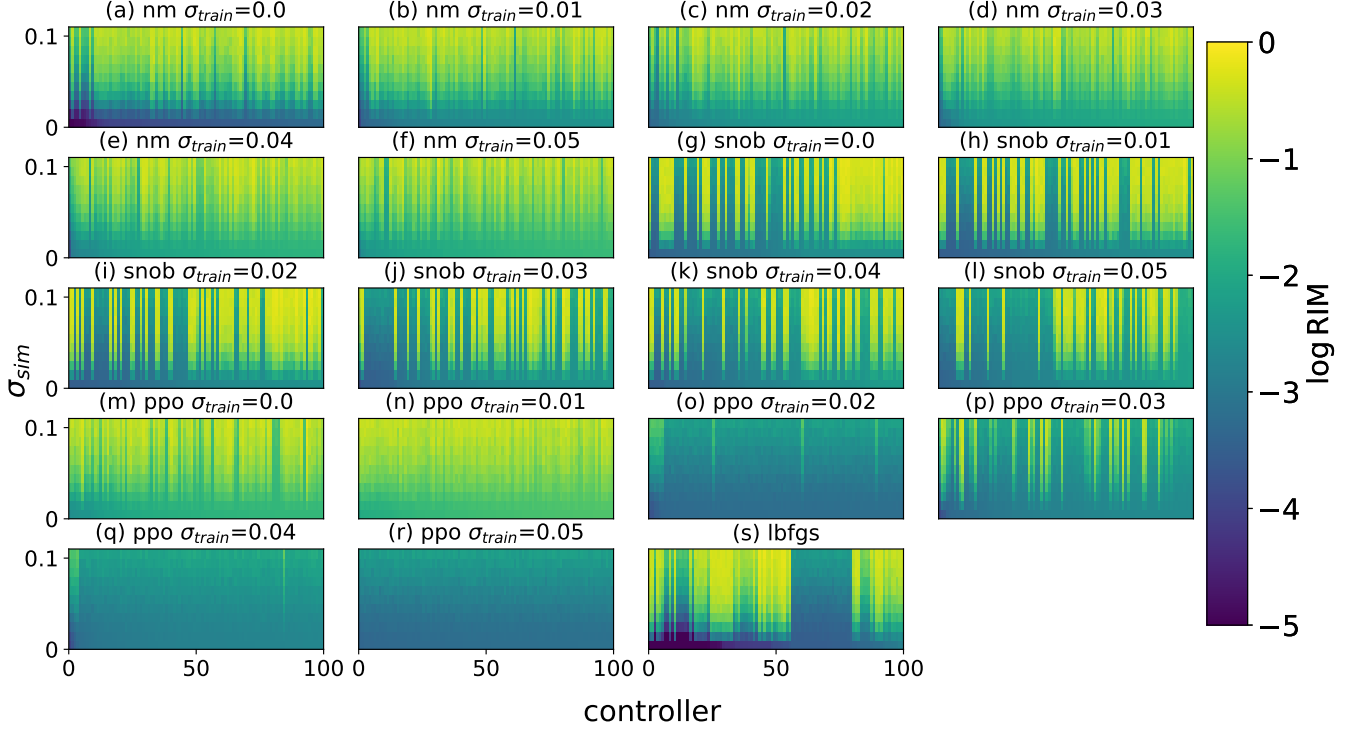 (a) nm σtrain=0.0
(b) nm σtrain=0.01
(c) nm σtrain=0.02
(d) nm σtrain=0.03
0.1
0
(e) nm σtrain=0.04
(f) nm σtrain=0.05
(g) snob σtrain=0.0
(h) snob σtrain=0.01
0.1
0
(i) snob σtrain=0.02
(j) snob σtrain=0.03
(k) snob σtrain=0.04
(l) snob σtrain=0.05
0.1
0
(m) ppo σtrain=0.0
(n) ppo σtrain=0.01
(o) ppo σtrain=0.02
(p) ppo σtrain=0.03
0.1
0
(q) ppo σtrain=0.04
(r) ppo σtrain=0.05
(s) lbfgs
0.1
0
0 50 100
0 50 100
0 50 100
σsim
controller
0
−1
−2
−3
−4
−5
log RIM